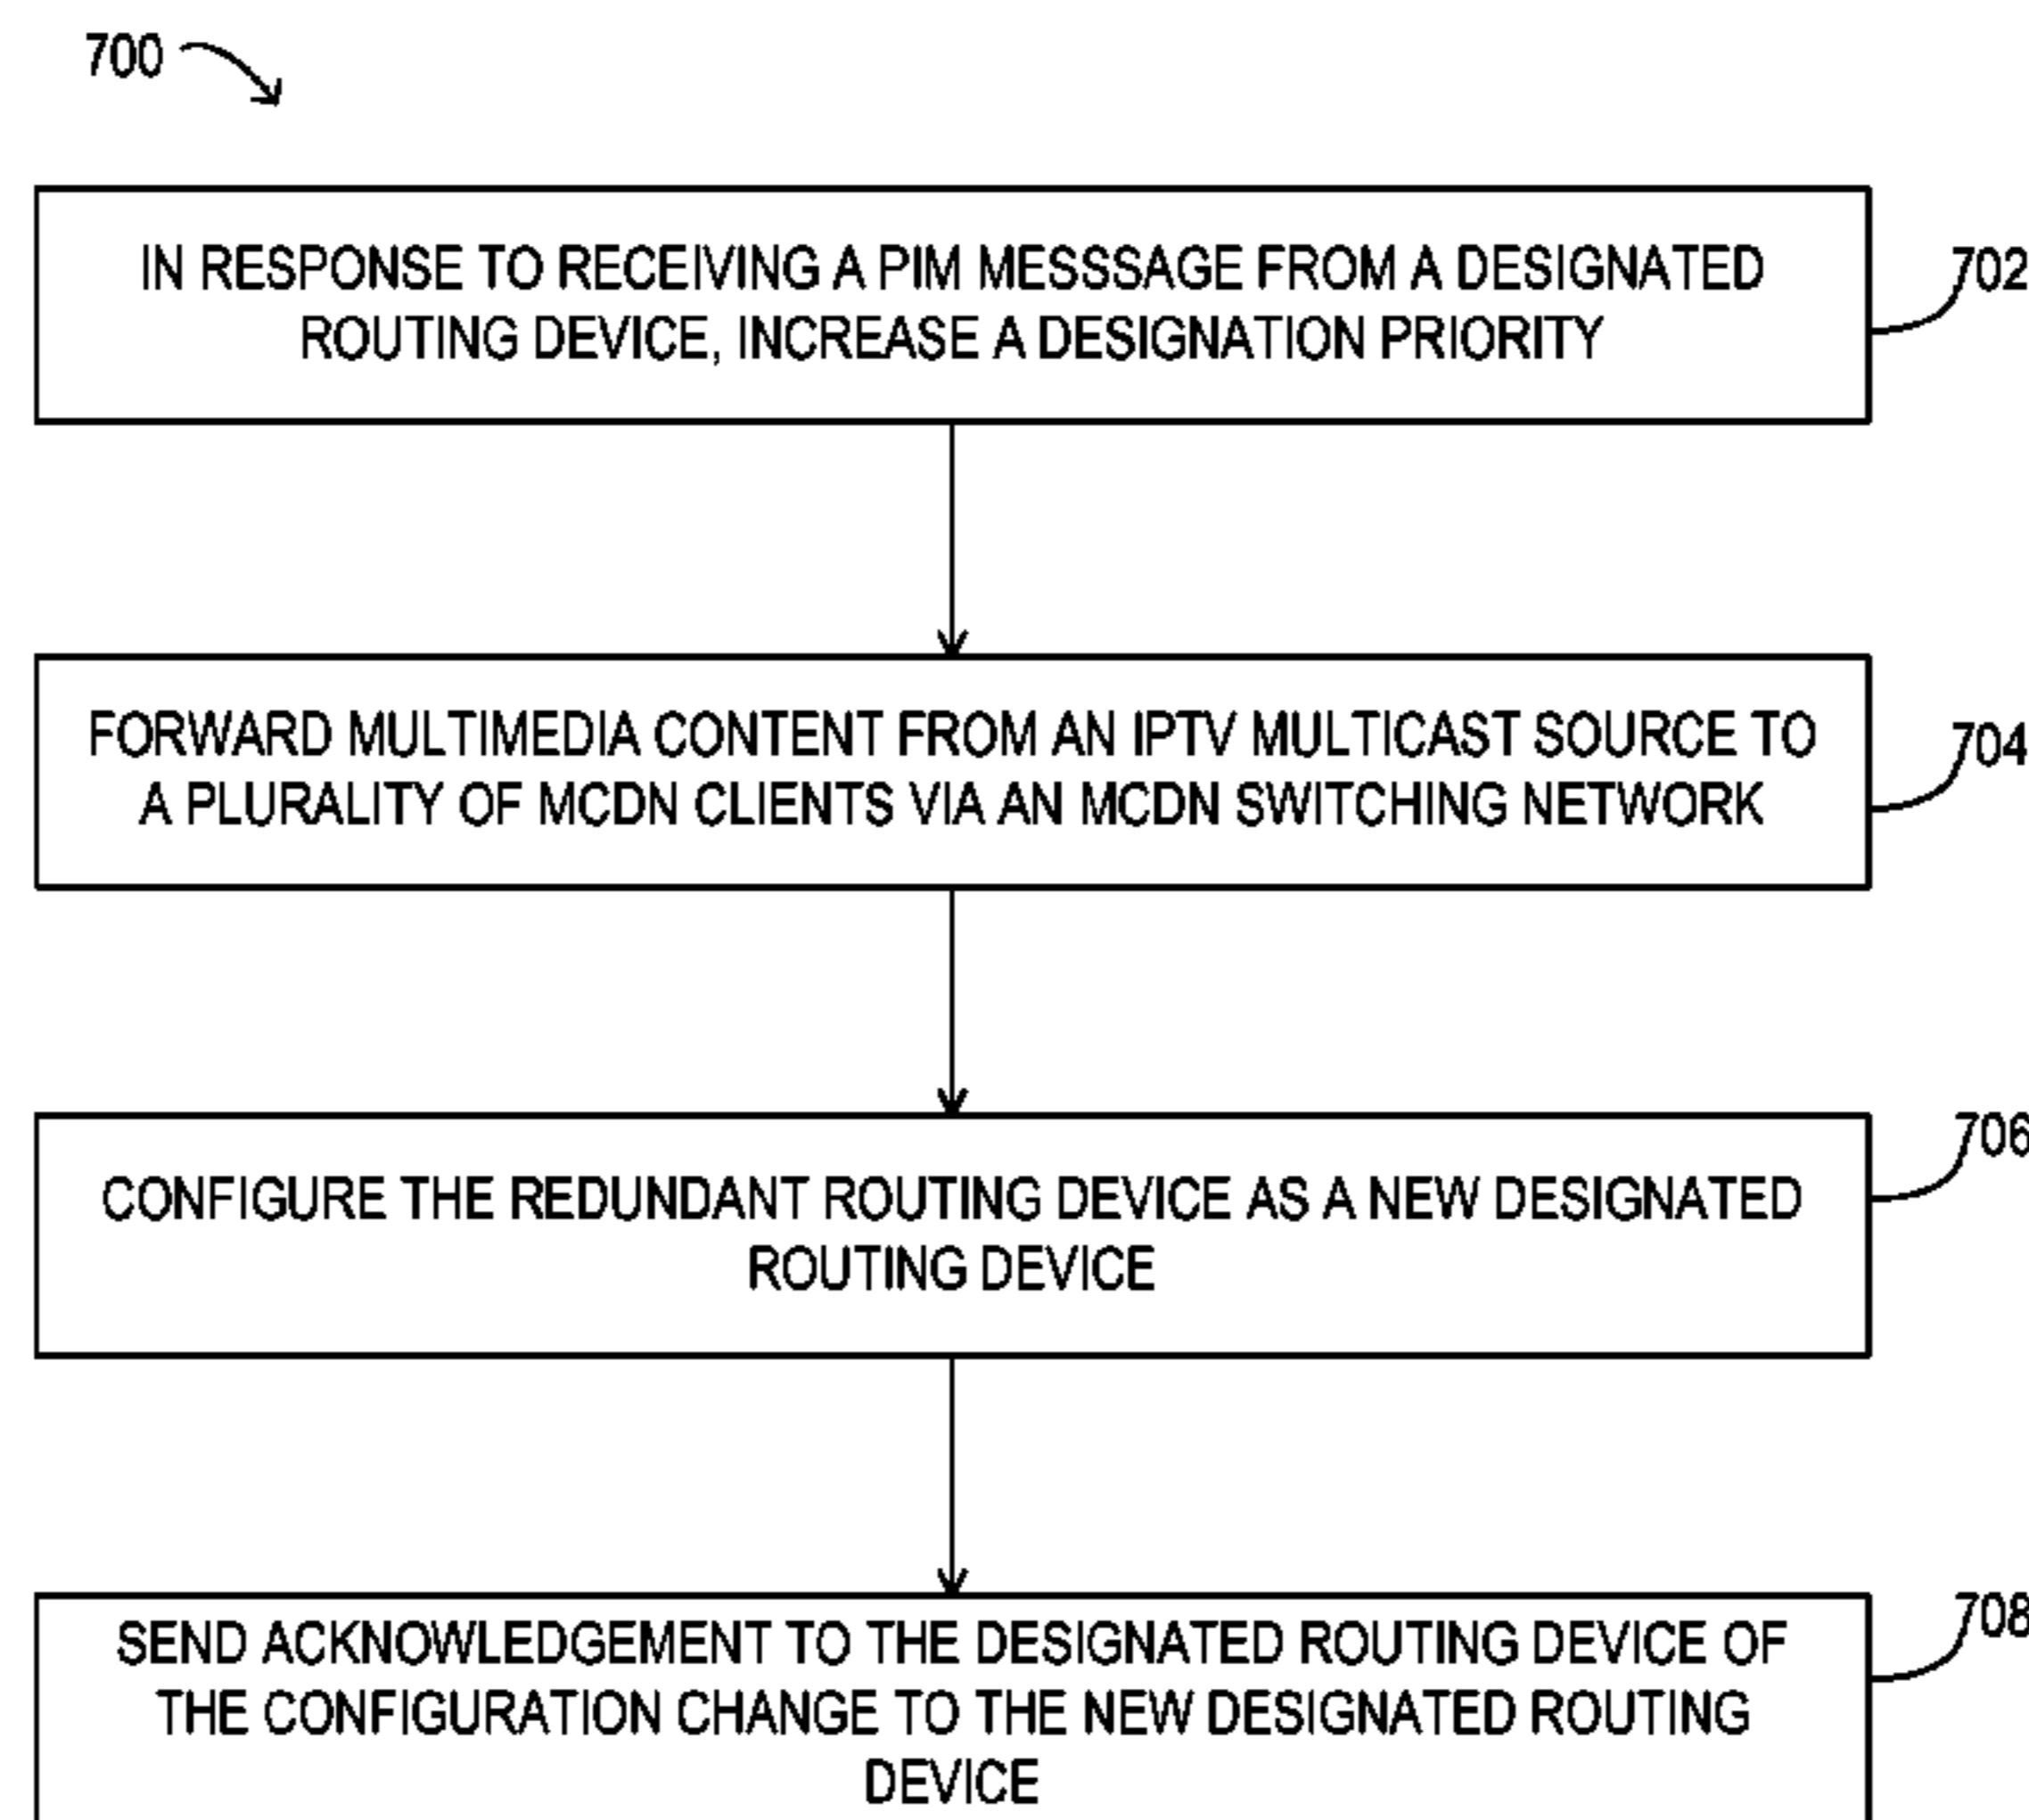 700
IN RESPONSE TO RECEIVING A PIM MESSSAGE FROM A DESIGNATED
ROUTING DEVICE, INCREASE A DESIGNATION PRIORITY
702
FORWARD MULTIMEDIA CONTENT FROM AN IPTV MULTICAST SOURCE TO
A PLURALITY OF MCDN CLIENTS VIA AN MCDN SWITCHING NETWORK
704
CONFIGURE THE REDUNDANT ROUTING DEVICE AS A NEW DESIGNATED
ROUTING DEVICE
706
SEND ACKNOWLEDGEMENT TO THE DESIGNATED ROUTING DEVICE OF
THE CONFIGURATION CHANGE TO THE NEW DESIGNATED ROUTING
DEVICE
708